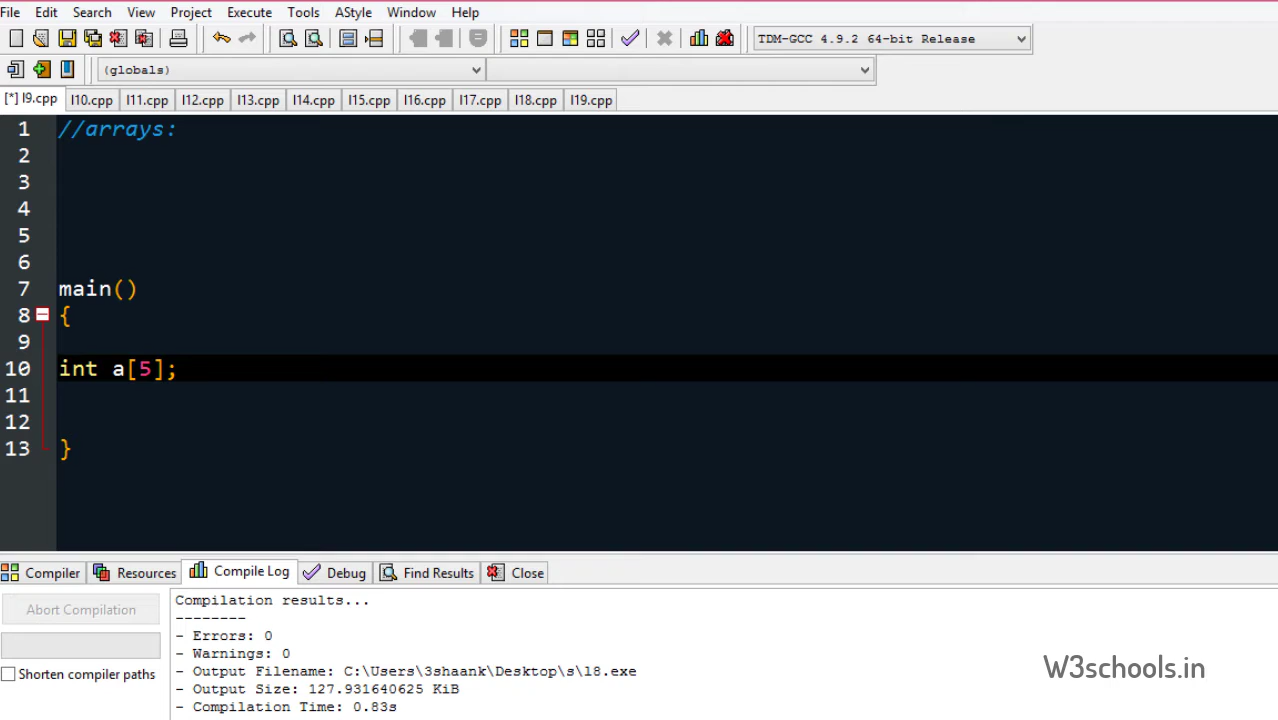 File Edit Search View Project Execute Tools AStyle Window Help
TDM-GCC 4.9.2 64-bit Release
(globals)
[*] l9.cpp l10.cpp l11.cpp l12.cpp l13.cpp l14.cpp l15.cpp l16.cpp l17.cpp l18.cpp l19.cpp
1 //arrays:
2
3
4
5
6
7 main()
8 {
9
10 int a[5];
11
12
13 }
Compiler Resources Compile Log Debug Find Results Close
Abort Compilation
Shorten compiler paths
Compilation results...
--------
- Errors: 0
- Warnings: 0
- Output Filename: C:\Users\3shaank\Desktop\s\l8.exe
- Output Size: 127.931640625 KiB
- Compilation Time: 0.83s
W3schools.in